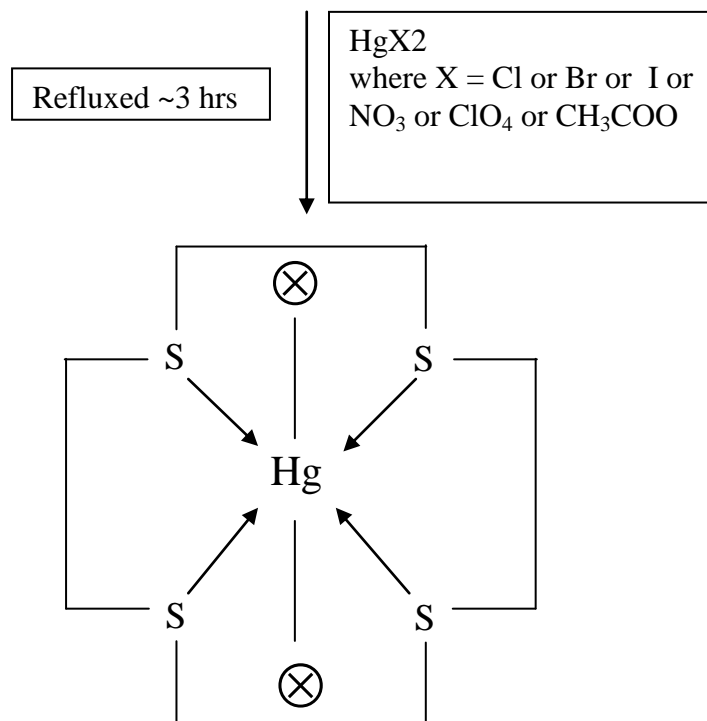 HgX2
where X = Cl or Br or I or
NO₃ or ClO₄ or CH₃COO
Refluxed ~3 hrs
S
S
Hg
S
S